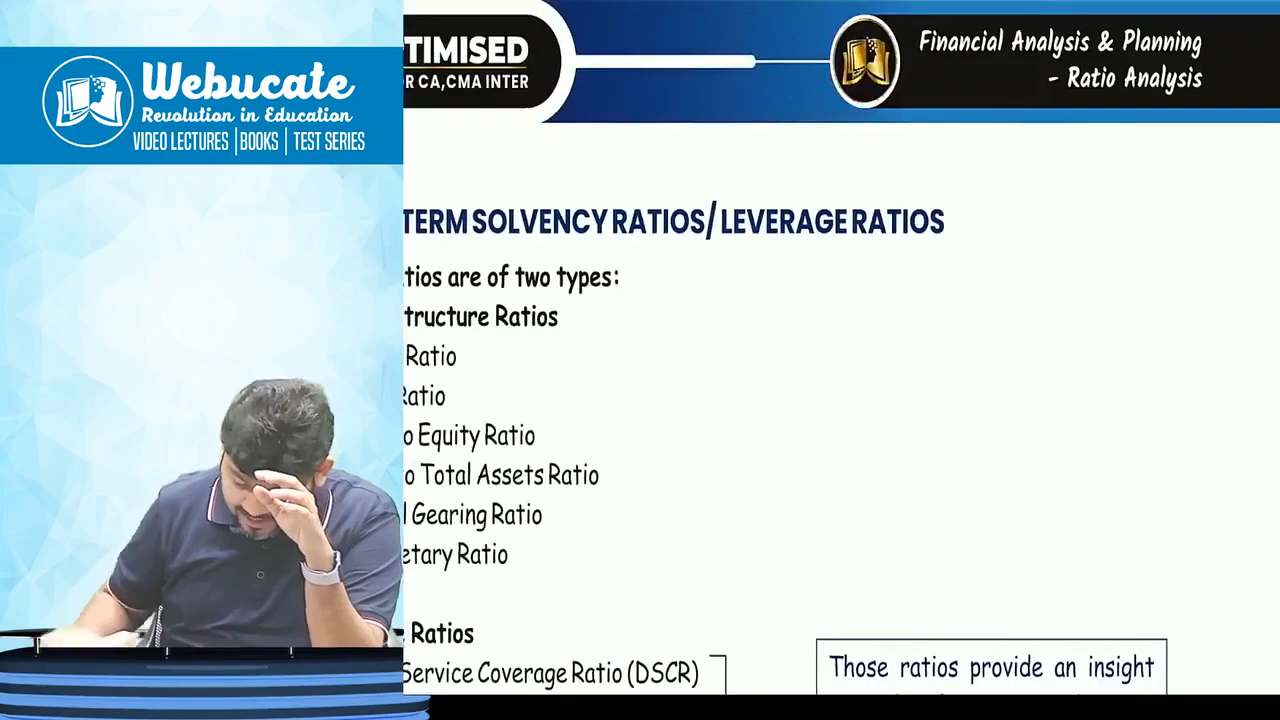 Webucate
Revolution in Education
VIDEO LECTURES | BOOKS | TEST SERIES
TIMISED
R CA,CMA INTER
Financial Analysis & Planning
- Ratio Analysis
TERM SOLVENCY RATIOS/ LEVERAGE RATIOS
tios are of two types:
tructure Ratios
Ratio
Ratio
o Equity Ratio
o Total Assets Ratio
l Gearing Ratio
etary Ratio
Ratios
Service Coverage Ratio (DSCR)
Those ratios provide an insight